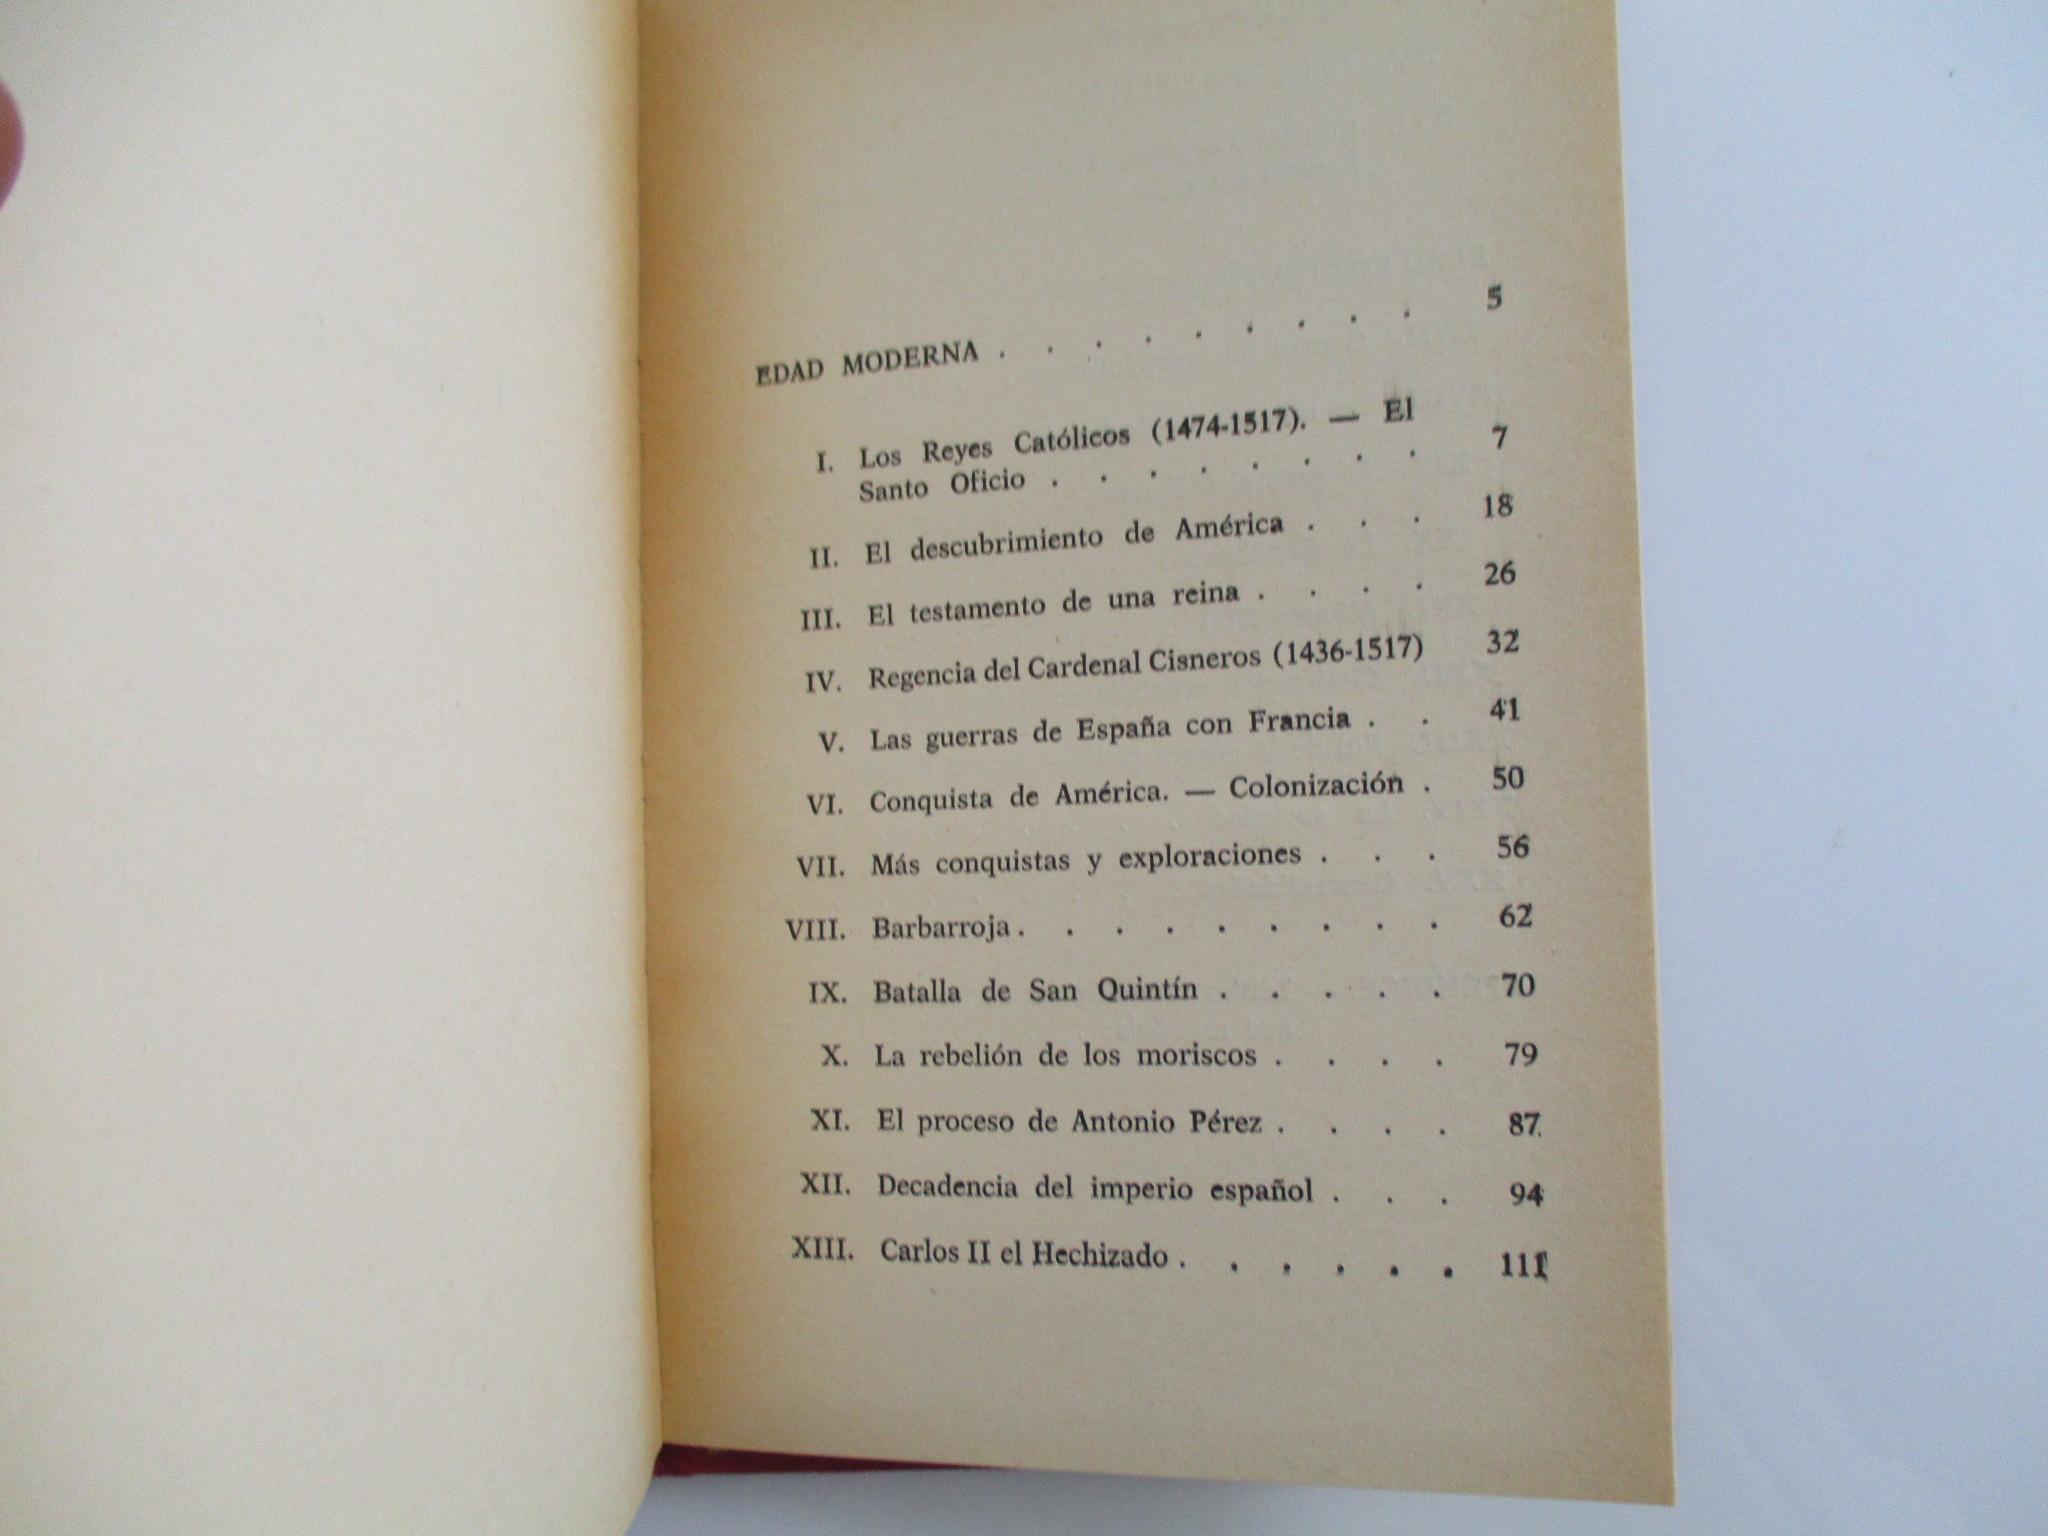 EDAD MODERNA . . . . . . . . . 5
I. Los Reyes Católicos (1474-1517). — El
Santo Oficio . . . . . . . . 7
II. El descubrimiento de América . . . 18
III. El testamento de una reina . . . . 26
IV. Regencia del Cardenal Cisneros (1436-1517) 32
V. Las guerras de España con Francia . . 41
VI. Conquista de América. — Colonización . 50
VII. Más conquistas y exploraciones . . . 56
VIII. Barbarroja . . . . . . . . . 62
IX. Batalla de San Quintín . . . . . 70
X. La rebelión de los moriscos . . . . 79
XI. El proceso de Antonio Pérez . . . . 87
XII. Decadencia del imperio español . . . 94
XIII. Carlos II el Hechizado . . . . . . 111